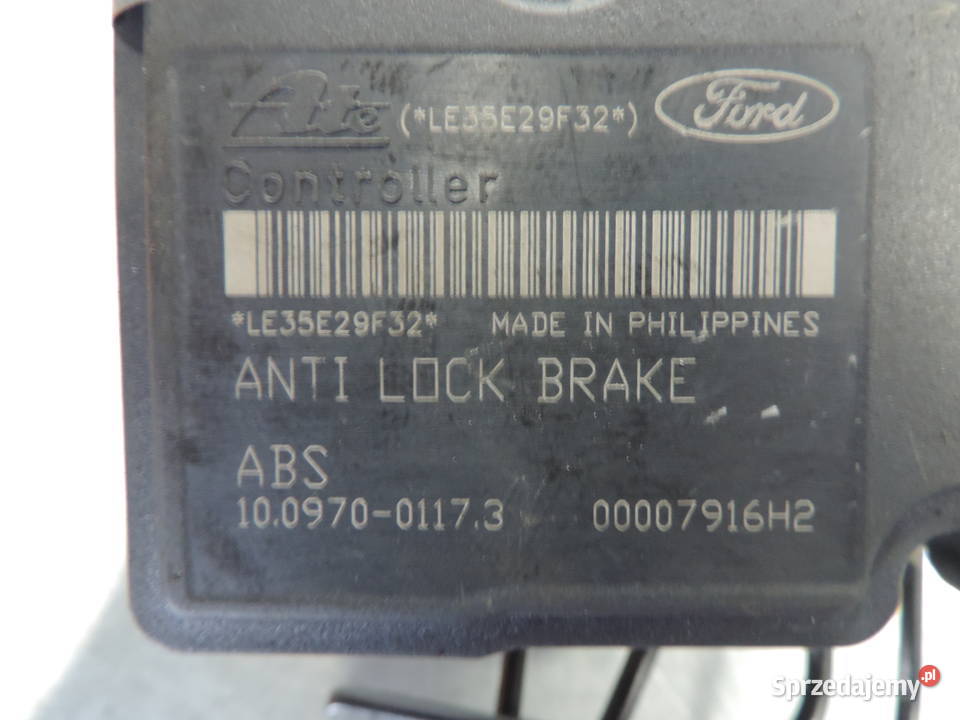 Ate (*LE35E29F32*) Ford
Controller
*LE35E29F32* MADE IN PHILIPPINES
ANTI LOCK BRAKE
ABS
10.0970-0117.3 00007916H2
Sprzedajemy.pl